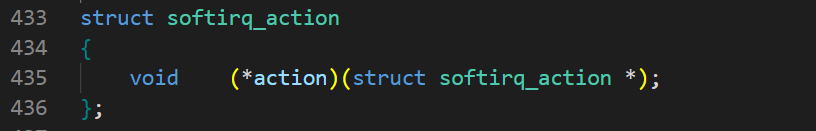 433 struct softirq_action
434 {
435     void    (*action)(struct softirq_action *);
436 };